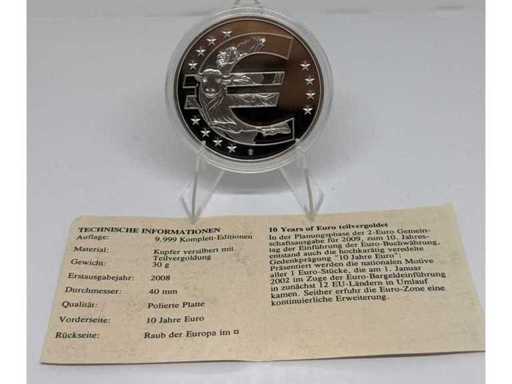 TECHNISCHE INFORMATIONEN
Auflage: 9.999 Komplett-Editionen
Material: Kupfer versilbert mit
Teilvergoldung
Gewicht: 30 g
Erstausgabejahr: 2008
Durchmesser: 40 mm
Qualität: Polierte Platte
Vorderseite: 10 Jahre Euro
Rückseite: Raub der Europa im ¤
10 Years of Euro teilvergoldet
In der Planungsphase der 2-Euro Gemein-
schaftsausgabe für 2009, zum 10. Jahres-
tag der Einführung der Euro-Buchwährung,
entstand auch die hochkarätig veredelte
Gedenkprägung "10 Jahre Euro":
Präsentiert werden die nationalen Motive
aller 1 Euro-Stücke, die am 1. Januar
2002 im Zuge der Euro-Bargeldeinführung
in zunächst 12 EU-Ländern in Umlauf
kamen. Seither erfuhr die Euro-Zone eine
kontinuierliche Erweiterung.